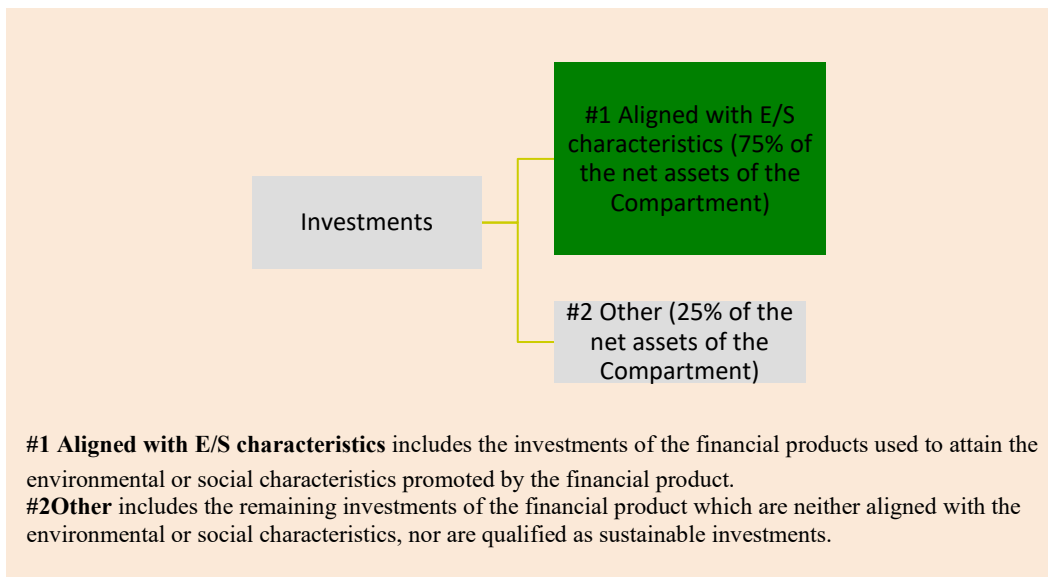 #1 Aligned with E/S
characteristics (75% of
the net assets of the
Compartment)
Investments
#2 Other (25% of the
net assets of the
Compartment)
#1 Aligned with E/S characteristics includes the investments of the financial products used to attain the
environmental or social characteristics promoted by the financial product.
#2Other includes the remaining investments of the financial product which are neither aligned with the
environmental or social characteristics, nor are qualified as sustainable investments.